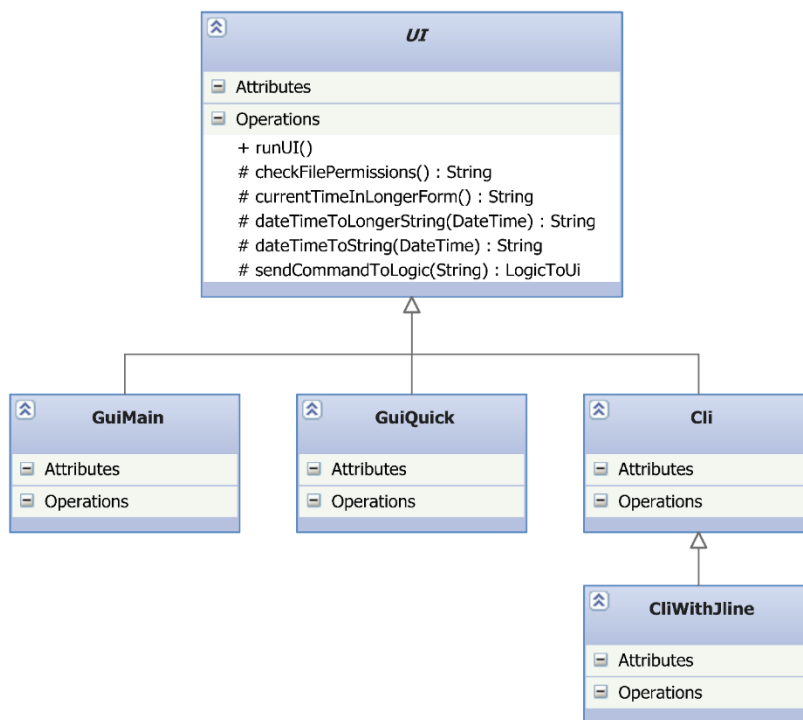 UI
Attributes
Operations
+ runUI()
# checkFilePermissions() : String
# currentTimeInLongerForm() : String
# dateTimeToLongerString(DateTime) : String
# dateTimeToString(DateTime) : String
# sendCommandToLogic(String) : LogicToUi
GuiMain
Attributes
Operations
GuiQuick
Attributes
Operations
Cli
Attributes
Operations
CliWithJline
Attributes
Operations